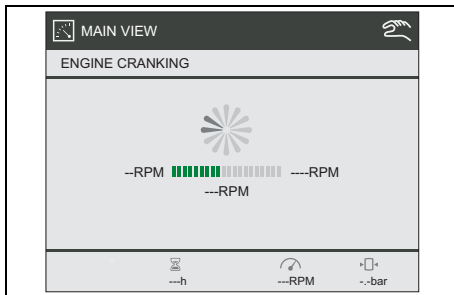 MAIN VIEW
ENGINE CRANKING
--RPM ----RPM
---RPM
---h ---RPM -.-bar